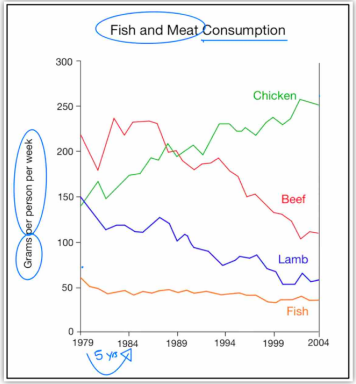 Fish and Meat Consumption
300
250
200
150
100
50
0
Grams per person per week
Chicken
Beef
Lamb
Fish
1979 1984 1989 1994 1999 2004
5 yrs